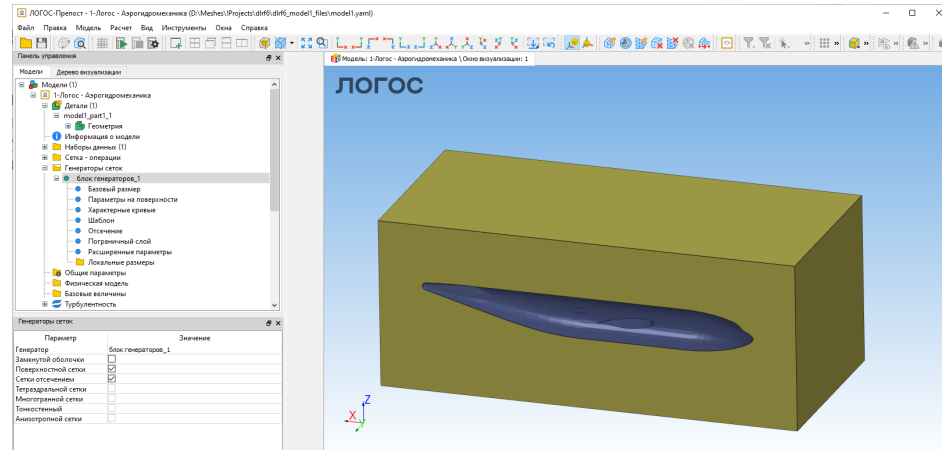 ЛОГОС-Препост - 1-Логос - Аэрогидромеханика (D:\Meshes\!Projects\dlrf6\dlrf6_model1_files\model1.yaml)
Файл Правка Модель Расчет Вид Инструменты Окна Справка
Панель управления
Модель: 1-Логос - Аэрогидромеханика \ Окно визуализации: 1
Модели Дерево визуализации
Модели (1)
1-Логос - Аэрогидромеханика
Детали (1)
model1_part1_1
Геометрия
Информация о модели
Наборы данных (1)
Сетка - операции
Генераторы сеток
блок генераторов_1
Базовый размер
Параметры на поверхности
Характерные кривые
Шаблон
Отсечение
Пограничный слой
Расширенные параметры
Локальные размеры
Общие параметры
Физическая модель
Базовые величины
Турбулентность
Генераторы сеток
Параметр Значение
Генератор блок генераторов_1
Замкнутой оболочки
Поверхностной сетки
Сетки отсечением
Тетраэдральной сетки
Многогранной сетки
Тонкостенный
Анизотропной сетки
ЛОГОС
Z
X
Y